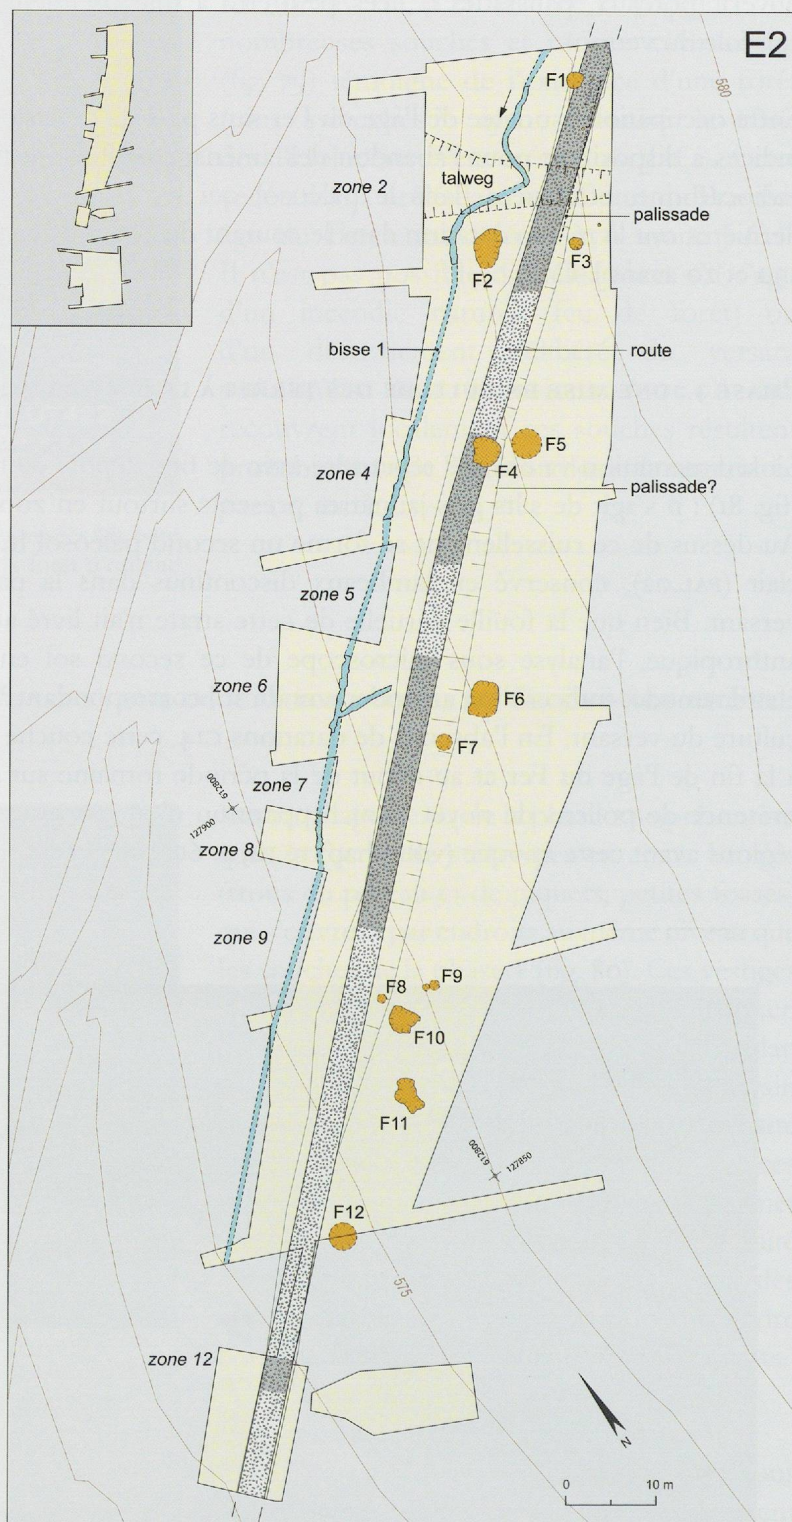 E2
580
F1
zone 2
talweg
palissade
F2
F3
bisse 1
route
F5
F4
zone 4
palissade?
zone 5
zone 6
F6
F7
zone 7
612800
127900
zone 8
zone 9
F8
F9
F10
F11
612800
127850
F12
575
zone 12
N
0
10 m